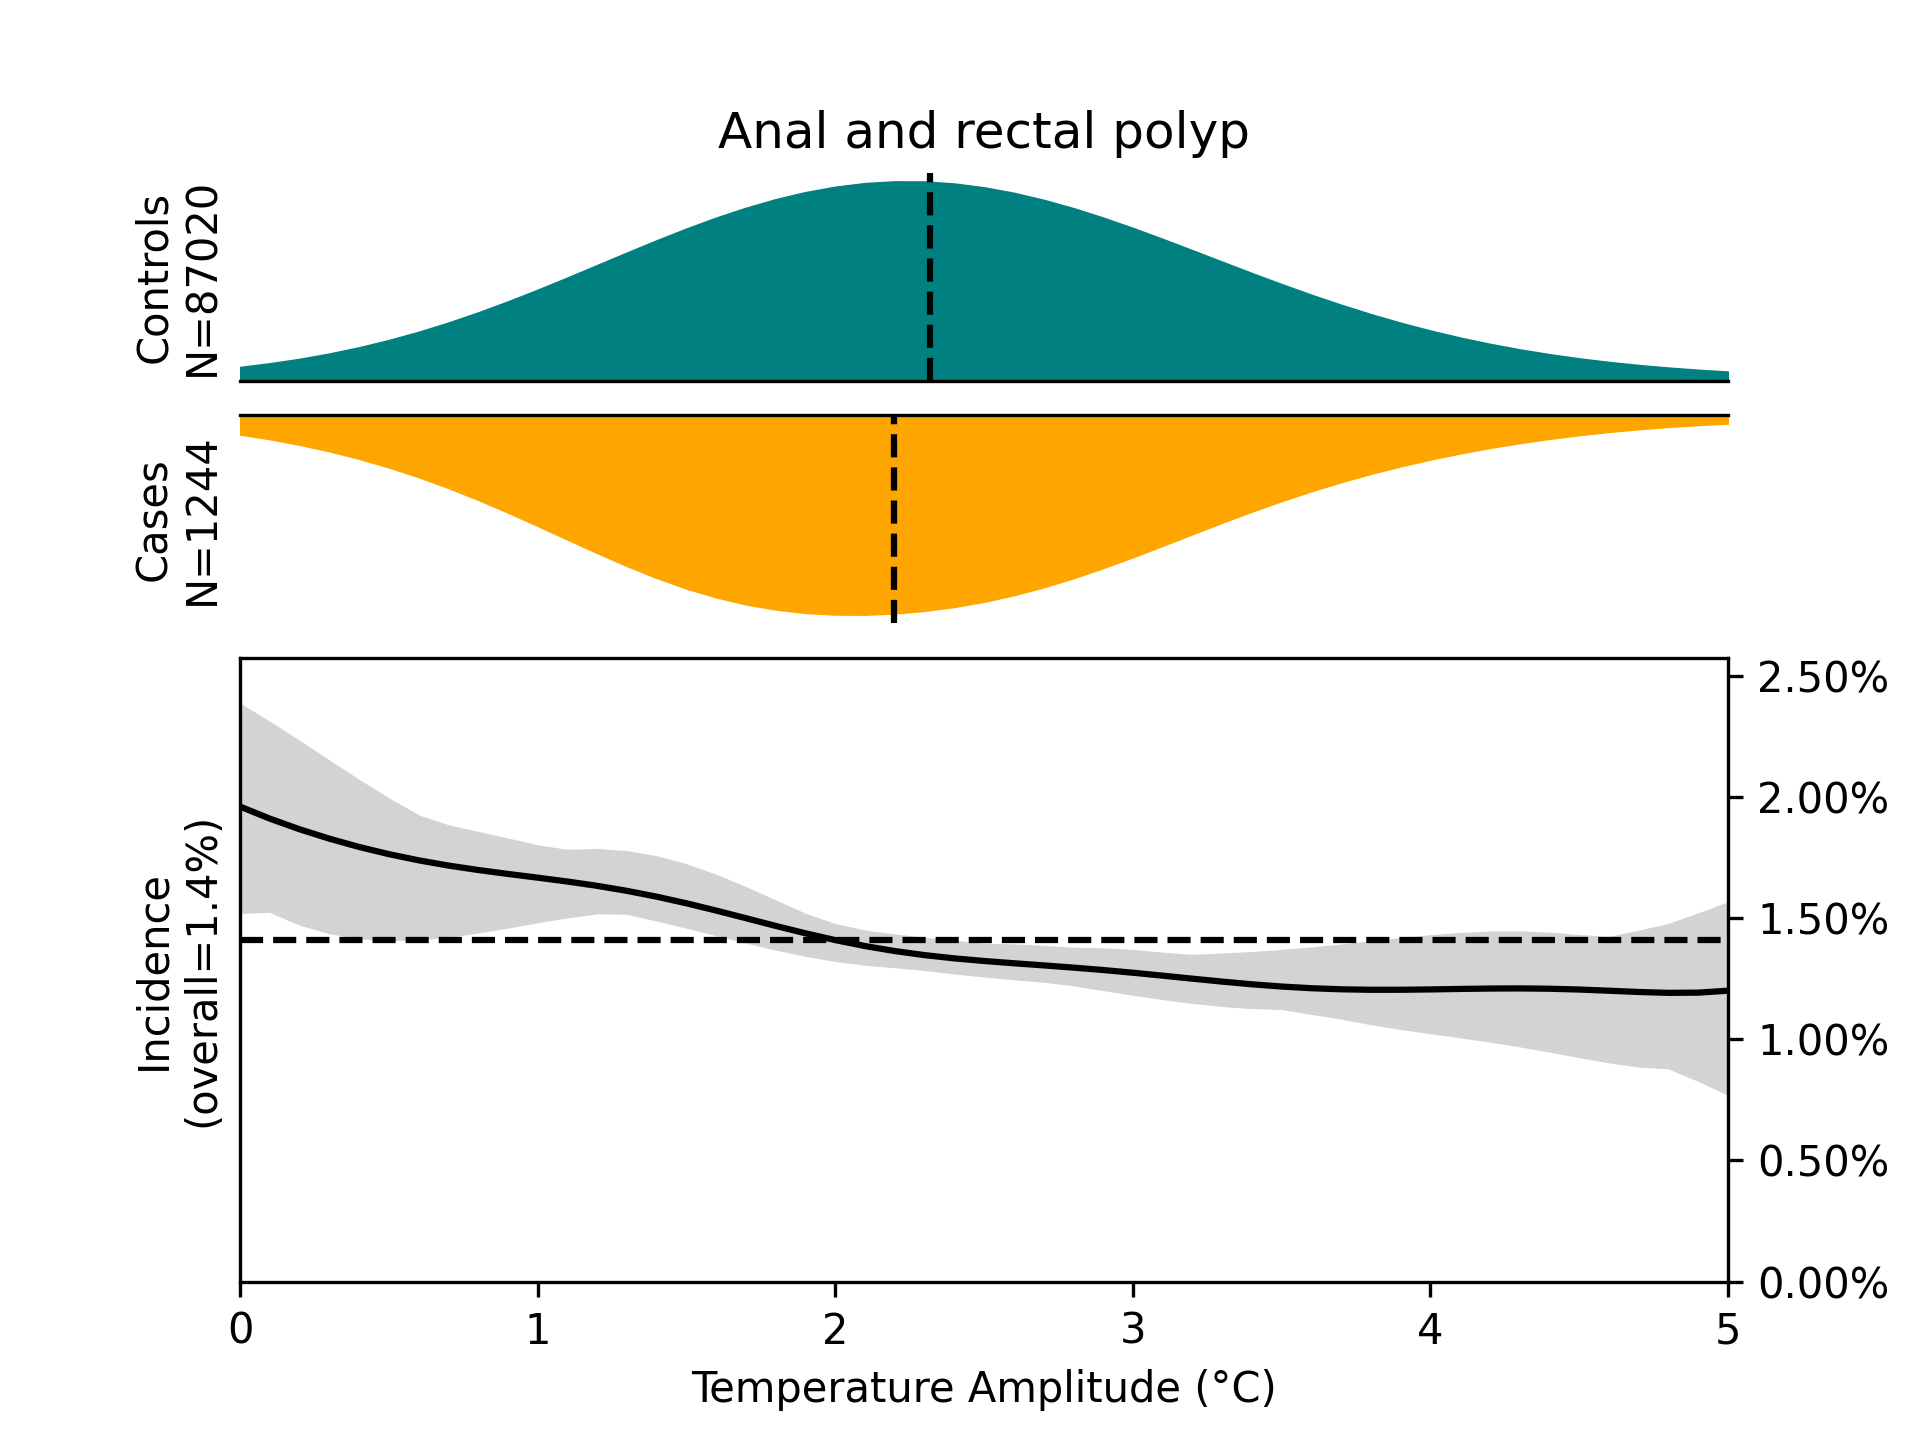 Anal and rectal polyp
Controls
N=87020
Cases
N=1244
Incidence
(overall=1.4%)
2.50%
2.00%
1.50%
1.00%
0.50%
0.00%
0 1 2 3 4 5
Temperature Amplitude (°C)